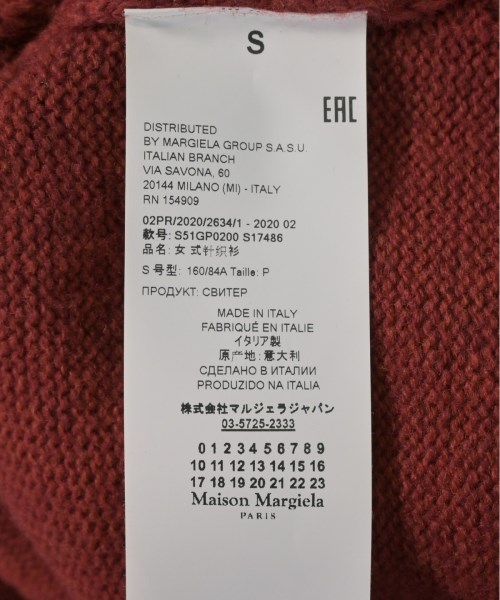 S
EAC
DISTRIBUTED
BY MARGIELA GROUP S.A.S.U.
ITALIAN BRANCH
VIA SAVONA, 60
20144 MILANO (MI) - ITALY
RN 154909
02PR/2020/2634/1 - 2020 02
款号: S51GP0200 S17486
品名: 女 式针织衫
S 号型: 160/84A Taille: P
ПРОДУКТ: СВИТЕР
MADE IN ITALY
FABRIQUÉ EN ITALIE
イタリア製
原产地: 意大利
СДЕЛАНО В ИТАЛИИ
PRODUZIDO NA ITALIA
株式会社マルジェラジャパン
03-5725-2333
0 1 2 3 4 5 6 7 8 9
10 11 12 13 14 15 16
17 18 19 20 21 22 23
Maison Margiela
PARIS